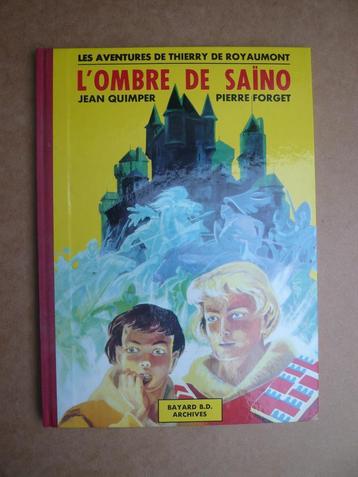 LES AVENTURES DE THIERRY DE ROYAUMONT
L'OMBRE DE SAÏNO
JEAN QUIMPER PIERRE FORGET
BAYARD B.D.
ARCHIVES